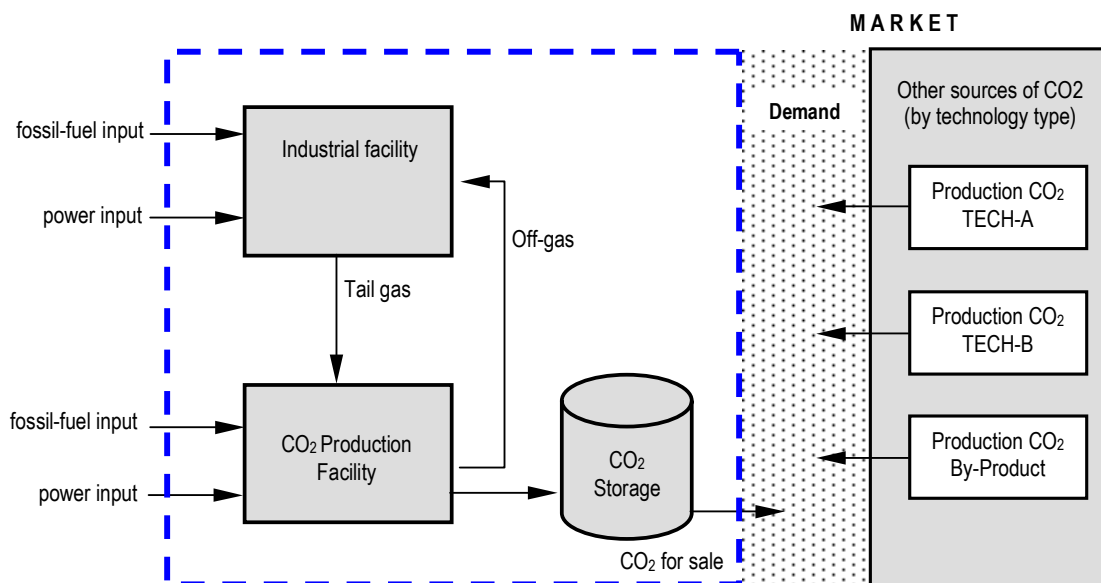 MARKET
Other sources of CO2
(by technology type)
Demand
fossil-fuel input
Industrial facility
power input
Off-gas
Tail gas
Production CO₂
TECH-A
Production CO₂
TECH-B
Production CO₂
By-Product
fossil-fuel input
CO₂ Production
Facility
power input
CO₂
Storage
CO₂ for sale